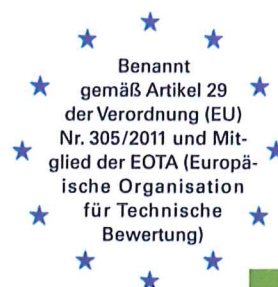 Benannt
gemäß Artikel 29
der Verordnung (EU)
Nr. 305/2011 und Mit-
glied der EOTA (Europä-
ische Organisation
für Technische
Bewertung)